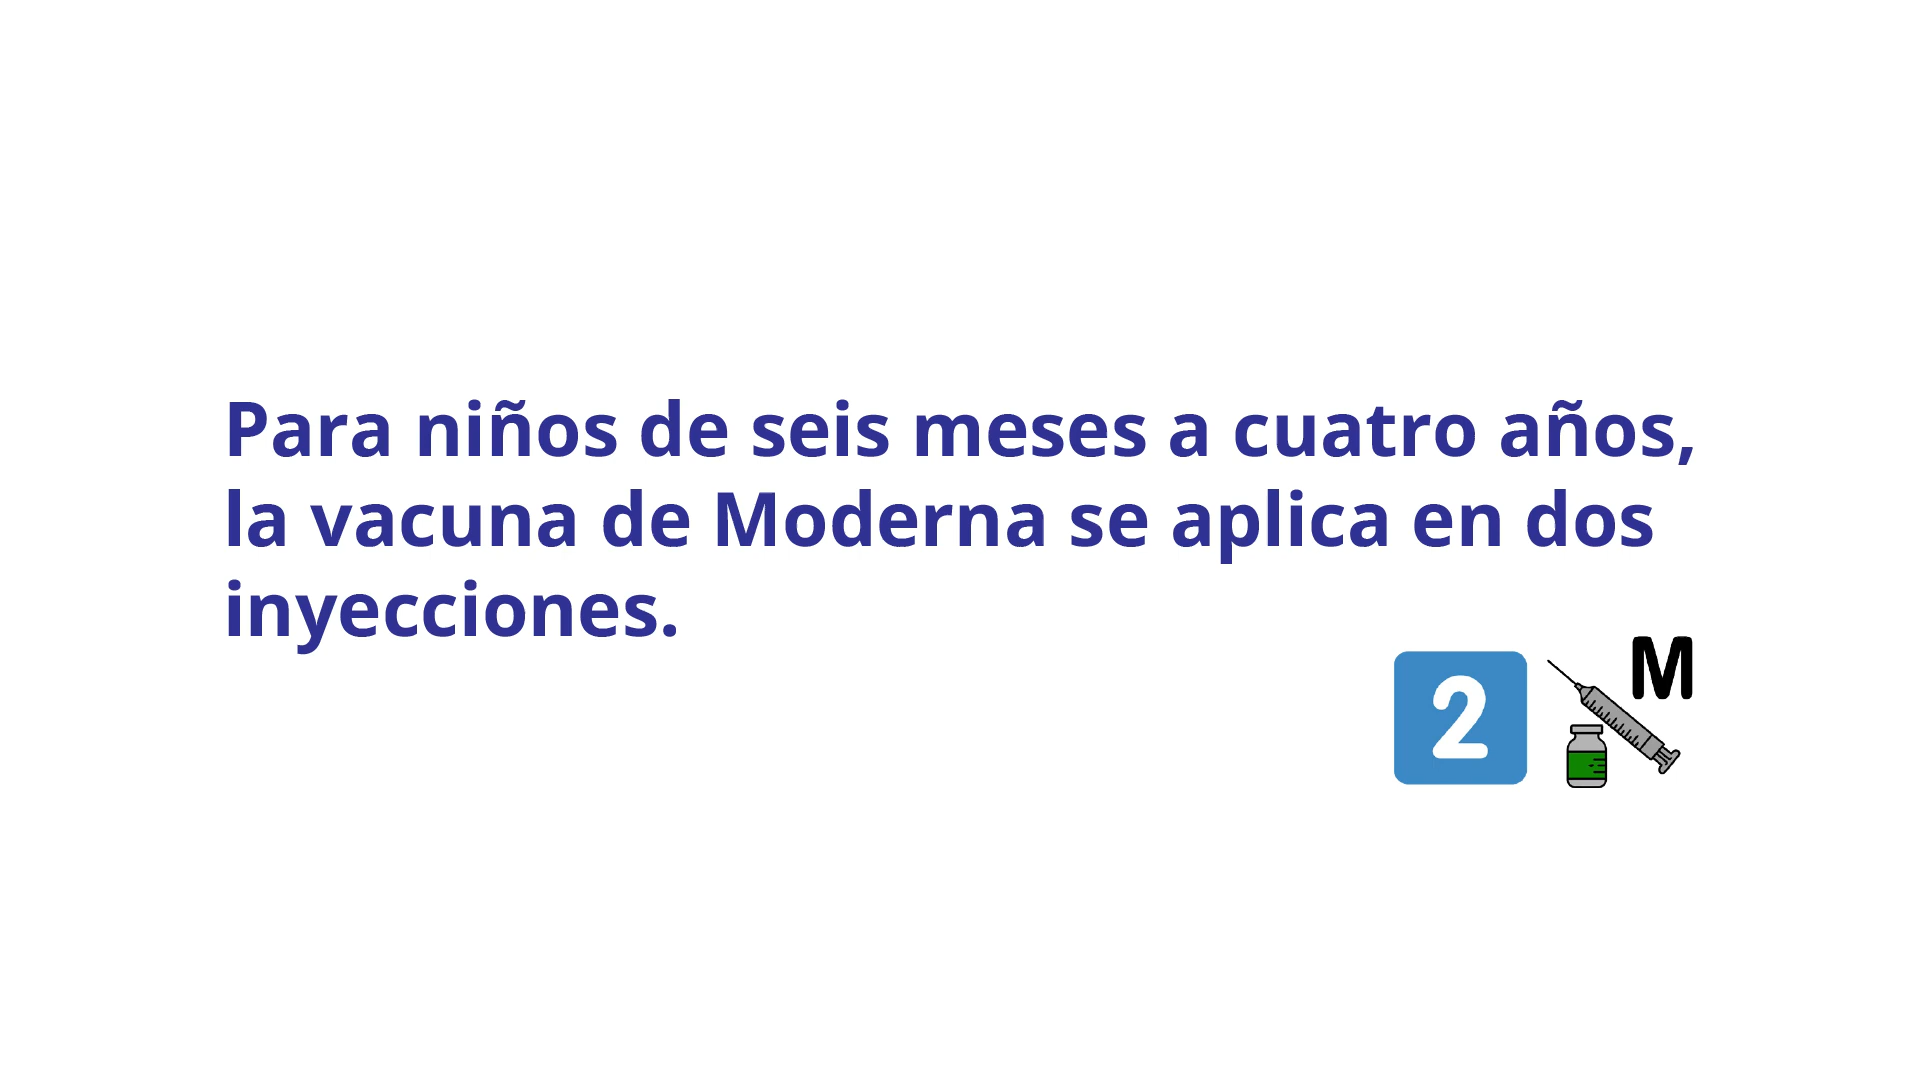 Para niños de seis meses a cuatro años,
la vacuna de Moderna se aplica en dos
inyecciones.
2 M